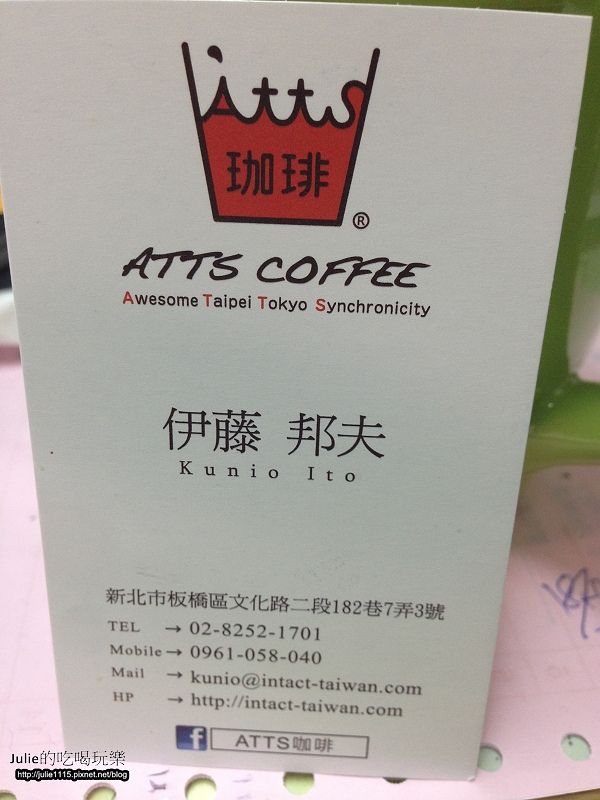 Atts
珈琲
®
ATTS COFFEE
Awesome Taipei Tokyo Synchronicity
伊藤 邦夫
Kunio Ito
新北市板橋區文化路二段182巷7弄3號
TEL → 02-8252-1701
Mobile → 0961-058-040
Mail → kunio@intact-taiwan.com
HP → http://intact-taiwan.com
f ATTS咖啡
Julie的吃喝玩樂
http://julie1115.pixnet.net/blog